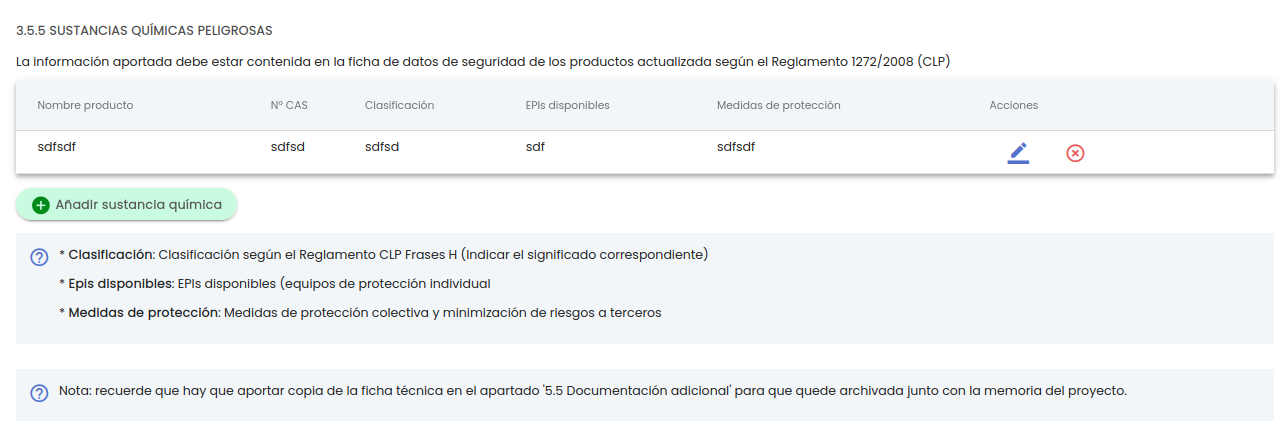 3.5.5 SUSTANCIAS QUÍMICAS PELIGROSAS
La información aportada debe estar contenida en la ficha de datos de seguridad de los productos actualizada según el Reglamento 1272/2008 (CLP)
Nombre producto Nº CAS Clasificación EPIs disponibles Medidas de protección Acciones
sdfsdf sdfsd sdfsd sdf sdfsdf
Añadir sustancia química
* Clasificación: Clasificación según el Reglamento CLP Frases H (Indicar el significado correspondiente)
* Epis disponibles: EPIs disponibles (equipos de protección individual
* Medidas de protección: Medidas de protección colectiva y minimización de riesgos a terceros
Nota: recuerde que hay que aportar copia de la ficha técnica en el apartado '5.5 Documentación adicional' para que quede archivada junto con la memoria del proyecto.